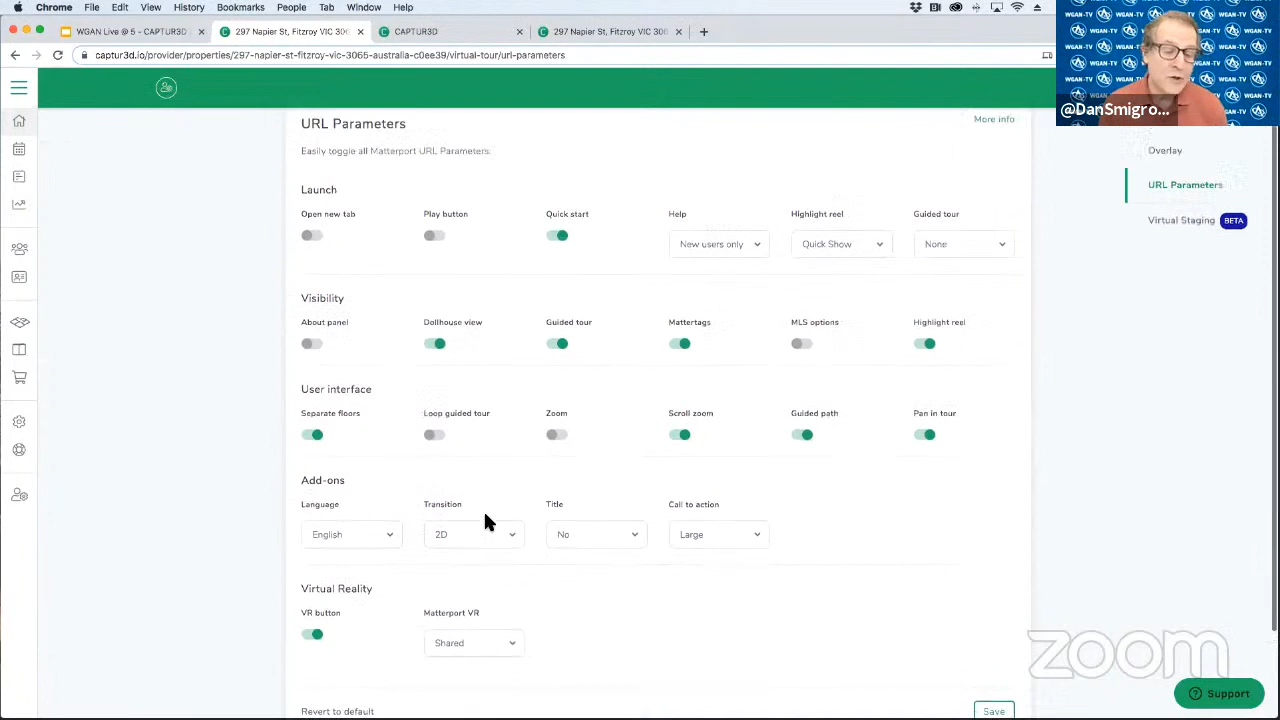 Chrome File Edit View History Bookmarks People Tab Window Help
WGAN Live @ 5 - CAPTUR3D
297 Napier St, Fitzroy VIC 3065
CAPTUR3D
297 Napier St, Fitzroy VIC 306
captur3d.io/provider/properties/297-napier-st-fitzroy-vic-3065-australia-c0ee39/virtual-tour/url-parameters
WGAN-TV
@DanSmigro...
URL Parameters
More info
Easily toggle all Matterport URL Parameters.
Overlay
URL Parameters
Virtual Staging BETA
Launch
Open new tab Play button Quick start Help Highlight reel Guided tour
New users only Quick Show None
Visibility
About panel Dollhouse view Guided tour Mattertags MLS options Highlight reel
User interface
Separate floors Loop guided tour Zoom Scroll zoom Guided path Pan in tour
Add-ons
Language Transition Title Call to action
English 2D No Large
Virtual Reality
VR button Matterport VR
Shared
Revert to default
Save
zoom
Support